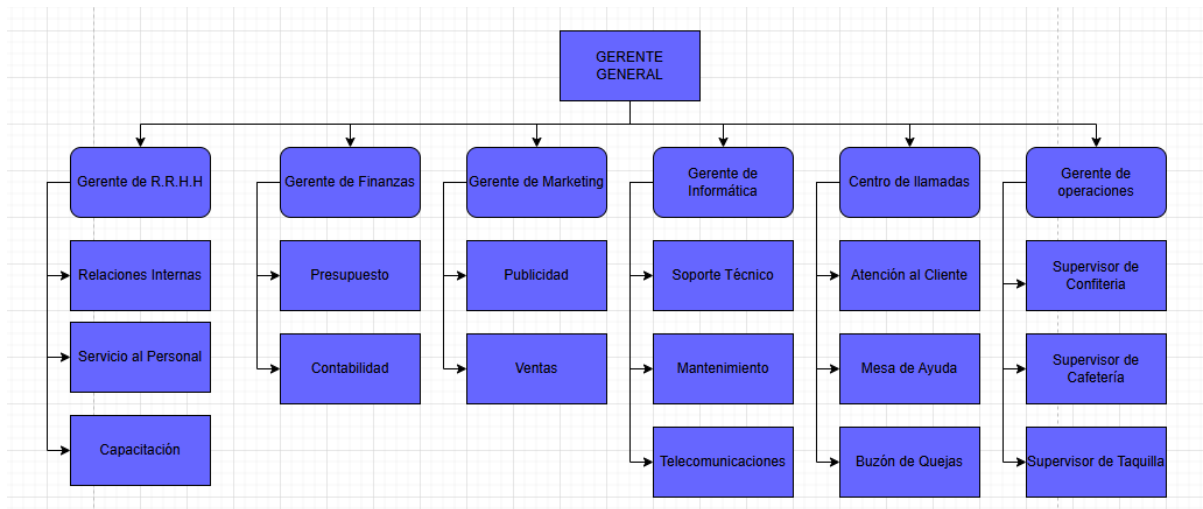 GERENTE
GENERAL
Gerente de R.R.H.H
Gerente de Finanzas
Gerente de Marketing
Gerente de
Informática
Centro de llamadas
Gerente de
operaciones
Relaciones Internas
Presupuesto
Publicidad
Soporte Técnico
Atención al Cliente
Supervisor de
Confiteria
Servicio al Personal
Contabilidad
Ventas
Mantenimiento
Mesa de Ayuda
Supervisor de
Cafetería
Capacitación
Telecomunicaciones
Buzón de Quejas
Supervisor de Taquilla